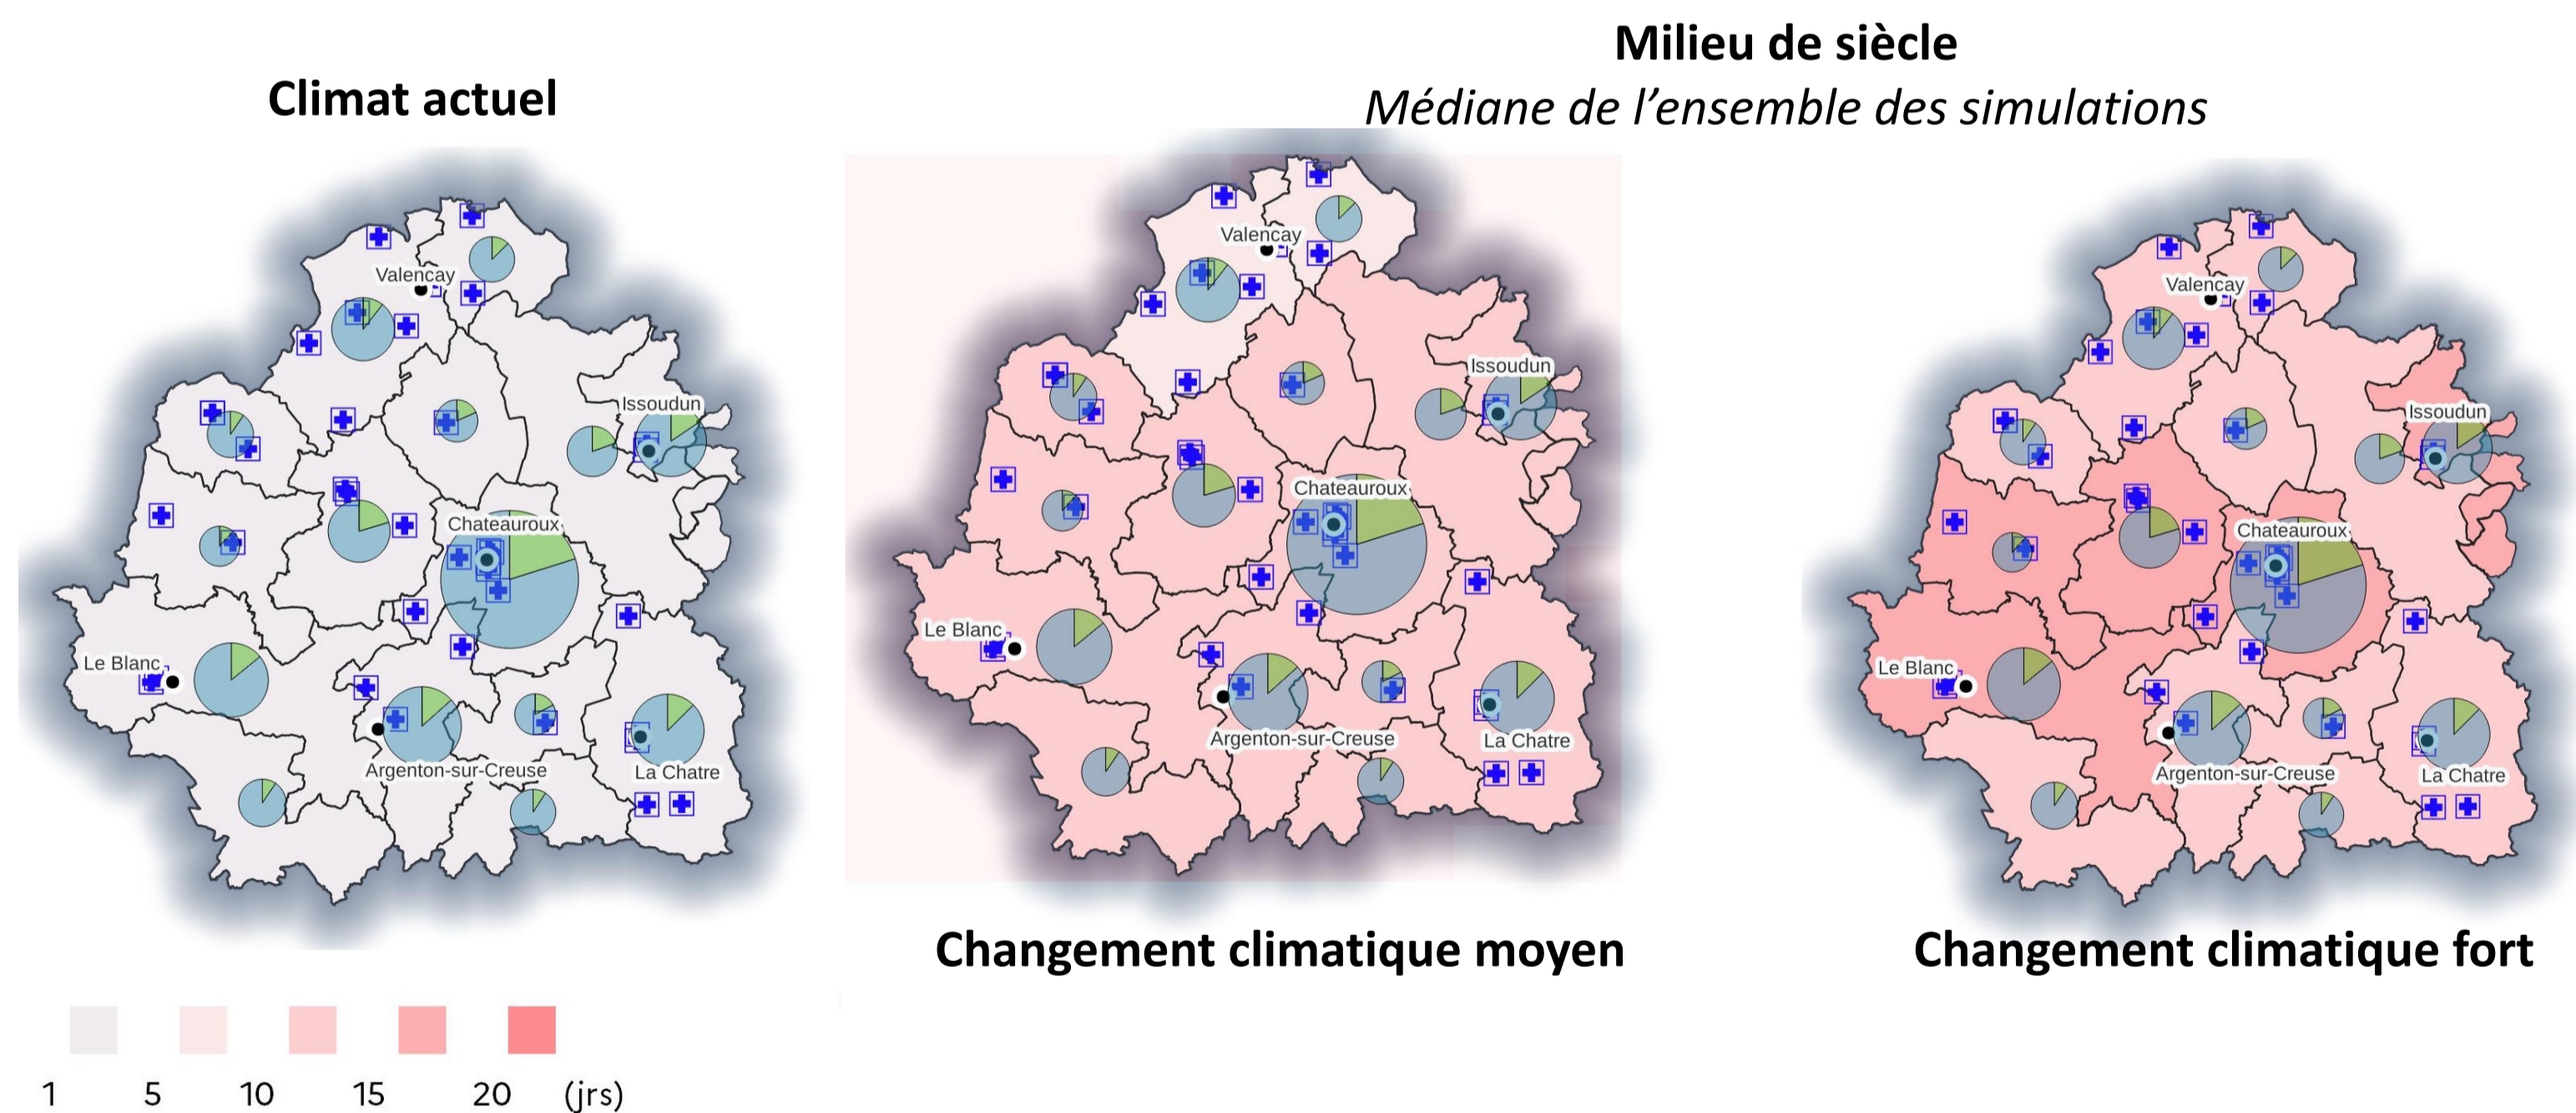 Milieu de siècle
Climat actuel
Médiane de l’ensemble des simulations
Valencay
Issoudun
Chateauroux
Le Blanc
Argenton-sur-Creuse
La Chatre
Valencay
Issoudun
Chateauroux
Le Blanc
Argenton-sur-Creuse
La Chatre
Valencay
Issoudun
Chateauroux
Le Blanc
Argenton-sur-Creuse
La Chatre
Changement climatique moyen
Changement climatique fort
1 5 10 15 20 (jrs)